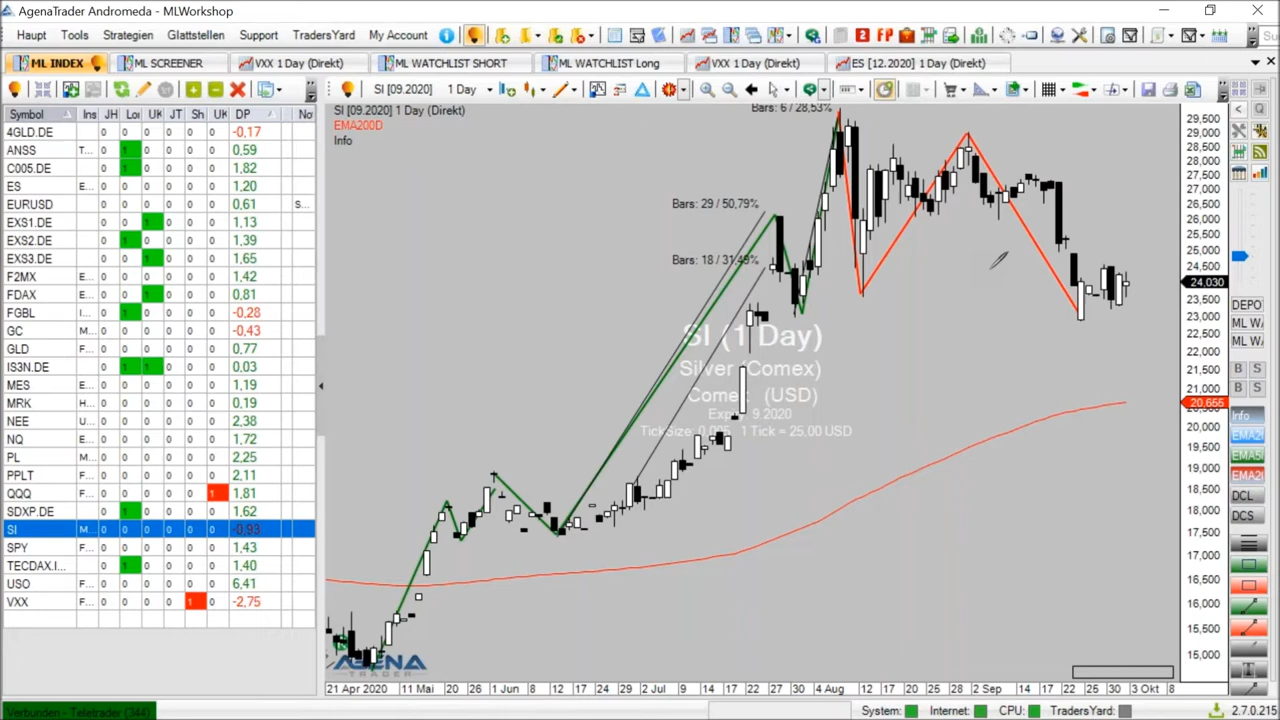 AgenaTrader Andromeda - MLWorkshop
Haupt Tools Strategien Glattstellen Support TradersYard My Account
ML INDEX ML SCREENER VXX 1 Day (Direkt) ML WATCHLIST SHORT ML WATCHLIST Long VXX 1 Day (Direkt) ES [12.2020] 1 Day (Direkt)
SI [09.2020] 1 Day
Symbol Ins JH Loi UK JT Sh UK DP No
4GLD.DE 0 0 0 0 0 0 -0,17
ANSS T... 0 1 0 0 0 0 0,59
C005.DE 0 1 0 0 0 0 1,82
ES E... 0 0 0 0 0 0 1,20
EURUSD 0 0 0 0 0 0 0,61 S...
EXS1.DE 0 0 1 0 0 0 1,13
EXS2.DE 0 1 0 0 0 0 1,39
EXS3.DE 0 0 1 0 0 0 1,65
F2MX E... 0 0 0 0 0 0 1,42
FDAX E... 0 0 1 0 0 0 0,81
FGBL I... 0 1 0 0 0 0 -0,28
GC M... 0 0 0 0 0 0 -0,43
GLD F... 0 0 0 0 0 0 0,77
IS3N.DE 0 1 1 0 0 0 0,03
MES E... 0 0 0 0 0 0 1,19
MRK H... 0 0 0 0 0 0 0,19
NEE U... 0 0 0 0 0 0 2,38
NQ E... 0 0 0 0 0 0 1,72
PL M... 0 0 0 0 0 0 2,25
PPLT F... 0 0 0 0 0 0 2,11
QQQ F... 0 0 0 0 0 1 1,81
SDXP.DE 0 1 0 0 0 0 1,62
SI M... 0 0 0 0 0 0 -0,93
SPY F... 0 0 0 0 0 0 1,43
TECDAX.I... 0 1 0 0 0 0 1,40
USO F... 0 0 0 0 0 0 6,41
VXX F... 0 0 0 0 1 0 -2,75
SI [09.2020] 1 Day (Direkt)
EMA200D
Info
Bars: 6 / 28,53%
Bars: 29 / 50,79%
Bars: 18 / 31,49%
SI (1 Day)
Silver (Comex)
(USD)
TickSize: 0,005 1 Tick = 25,00 USD
AGENA
TRADER
29,500
29,000
28,500
28,000
27,500
27,000
26,500
26,000
25,500
25,000
24,500
24,030
23,500
23,000
22,500
22,000
21,500
21,000
20,655
20,000
19,500
19,000
18,500
18,000
17,500
17,000
16,500
16,000
15,500
15,000
21 Apr 2020 11 Mai 20 26 1 Jun 8 17 24 29 2 Jul 9 14 17 22 27 30 4 Aug 12 17 20 25 28 2 Sep 9 14 17 22 25 30 3 Okt 8
DEPO
ML W
ML W
B S
B S
Info
EMA2
EMA5
EMA2
DCL
DCS
Verbunden - Teletrader (344)
System: Internet: CPU: TradersYard: 2.7.0.215